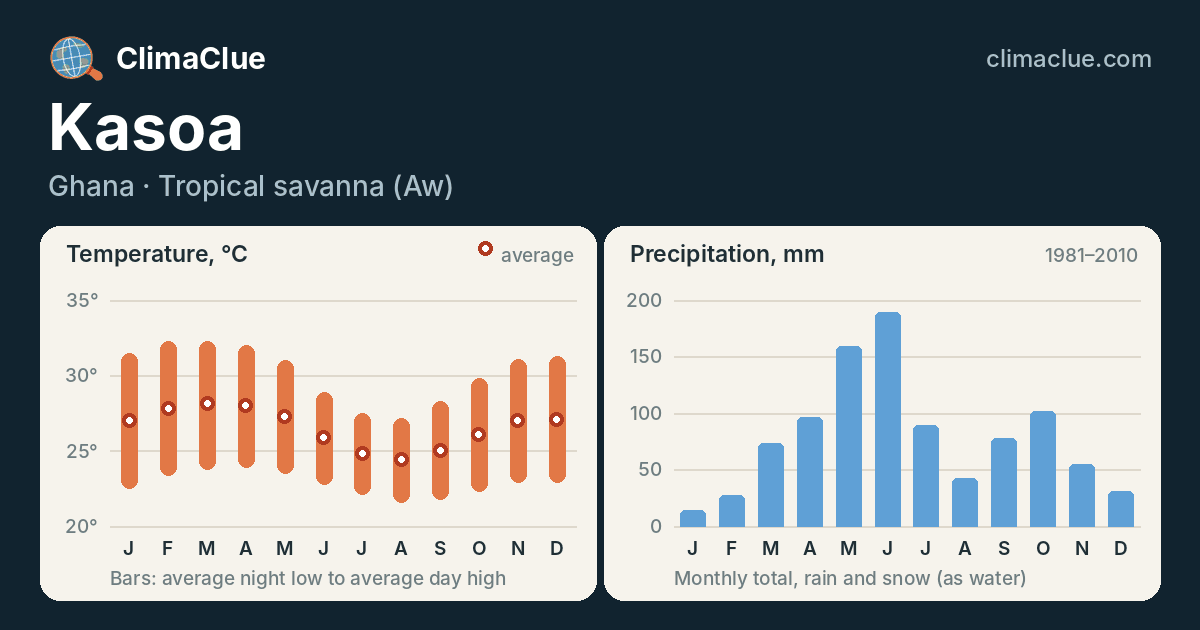 ClimaClue
climaclue.com
Kasoa
Ghana · Tropical savanna (Aw)
Temperature, °C
average
35°
30°
25°
20°
J F M A M J J A S O N D
Bars: average night low to average day high
Precipitation, mm
1981–2010
200
150
100
50
0
J F M A M J J A S O N D
Monthly total, rain and snow (as water)